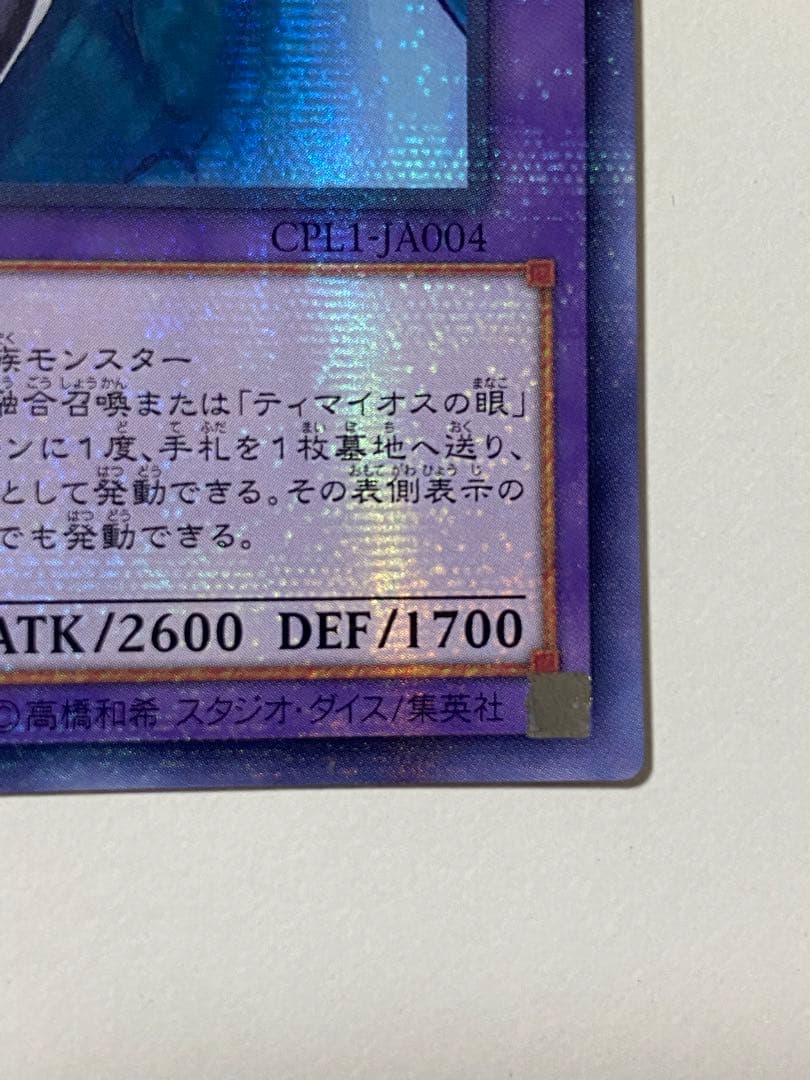 CPL1-JA004
族モンスター
融合召喚または「ティマイオスの眼」
ンに1度、手札を1枚墓地へ送り、
として発動できる。その表側表示の
でも発動できる。
ATK/2600 DEF/1700
©高橋和希 スタジオ・ダイス/集英社